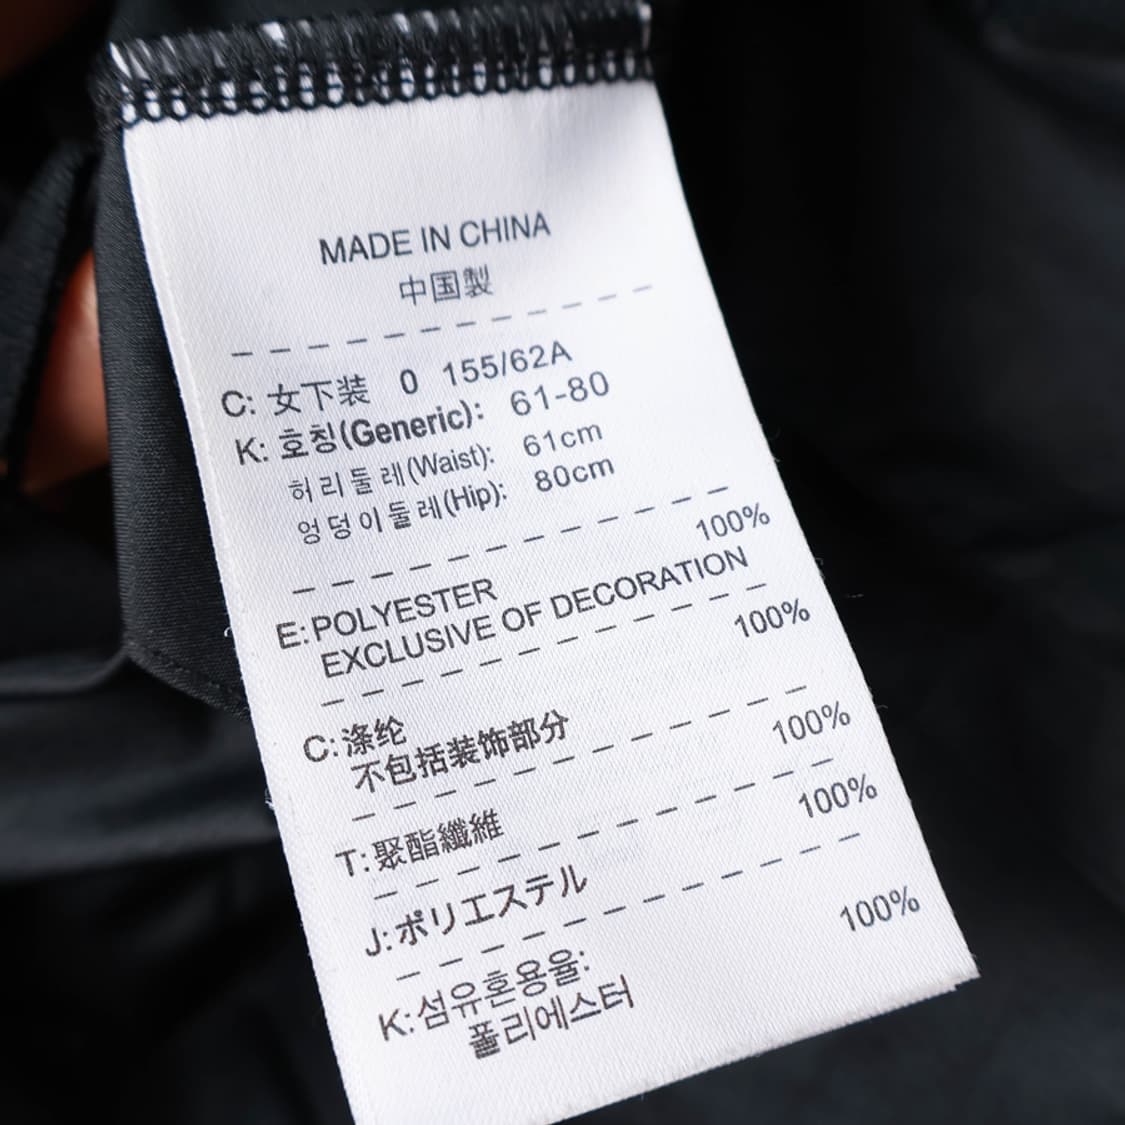 MADE IN CHINA
中国製
C: 女下装 0 155/62A
K: 호칭(Generic): 61-80
허리둘레(Waist): 61cm
엉덩이둘레(Hip): 80cm
E: POLYESTER 100%
EXCLUSIVE OF DECORATION
C: 涤纶 100%
不包括装饰部分
T: 聚酯纖維 100%
J: ポリエステル 100%
K: 섬유혼용율:
폴리에스터 100%